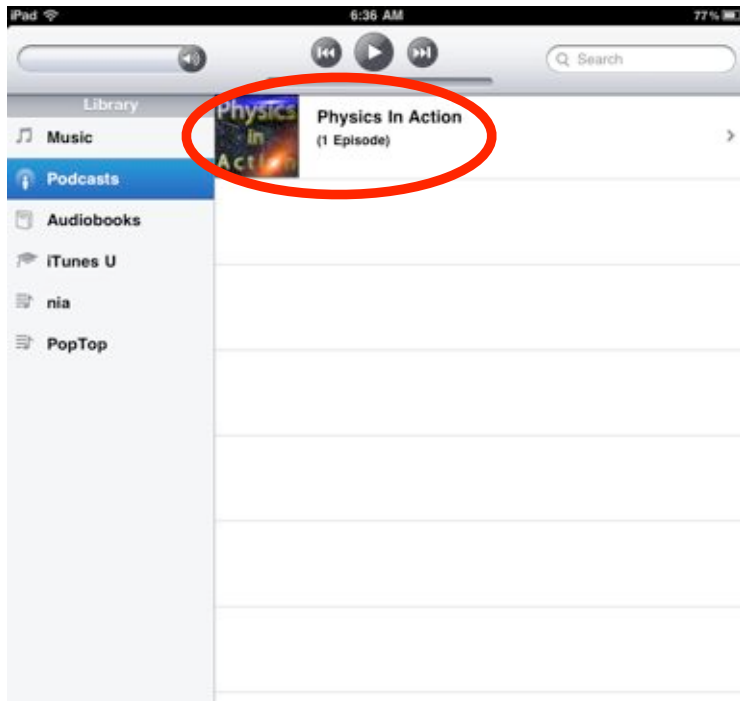 iPad 6:36 AM 77%
Search
Library
Music
Podcasts
Audiobooks
iTunes U
nia
PopTop
Physics
in
Action
Physics In Action
(1 Episode)